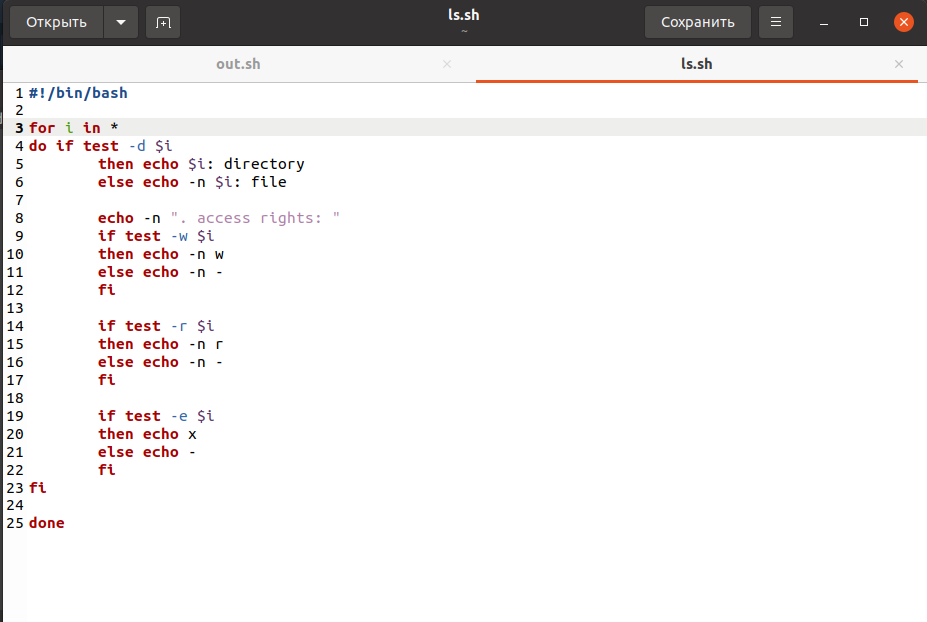 Открыть
ls.sh
~
Сохранить
out.sh
ls.sh
1 #!/bin/bash
2
3 for i in *
4 do if test -d $i
5 then echo $i: directory
6 else echo -n $i: file
7
8 echo -n ". access rights: "
9 if test -w $i
10 then echo -n w
11 else echo -n -
12 fi
13
14 if test -r $i
15 then echo -n r
16 else echo -n -
17 fi
18
19 if test -e $i
20 then echo x
21 else echo -
22 fi
23 fi
24
25 done